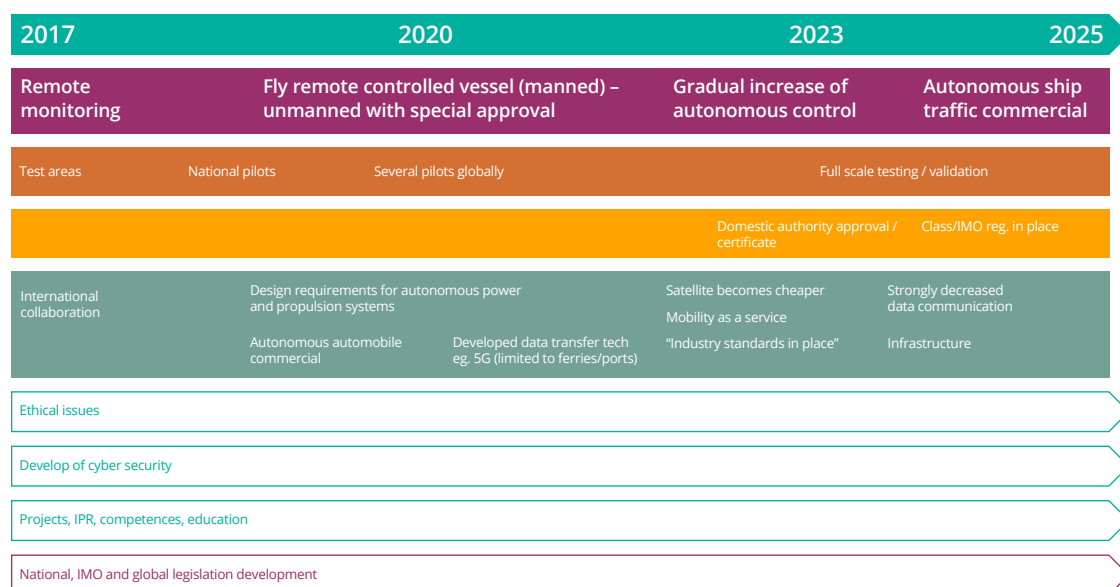 2017
2020
2023
2025
Remote
monitoring
Fly remote controlled vessel (manned) –
unmanned with special approval
Gradual increase of
autonomous control
Autonomous ship
traffic commercial
Test areas
National pilots
Several pilots globally
Full scale testing / validation
Domestic authority approval /
certificate
Class/IMO reg. in place
International
collaboration
Design requirements for autonomous power
and propulsion systems
Autonomous automobile
commercial
Developed data transfer tech
eg. 5G (limited to ferries/ports)
Satellite becomes cheaper
Mobility as a service
“Industry standards in place”
Strongly decreased
data communication
Infrastructure
Ethical issues
Develop of cyber security
Projects, IPR, competences, education
National, IMO and global legislation development